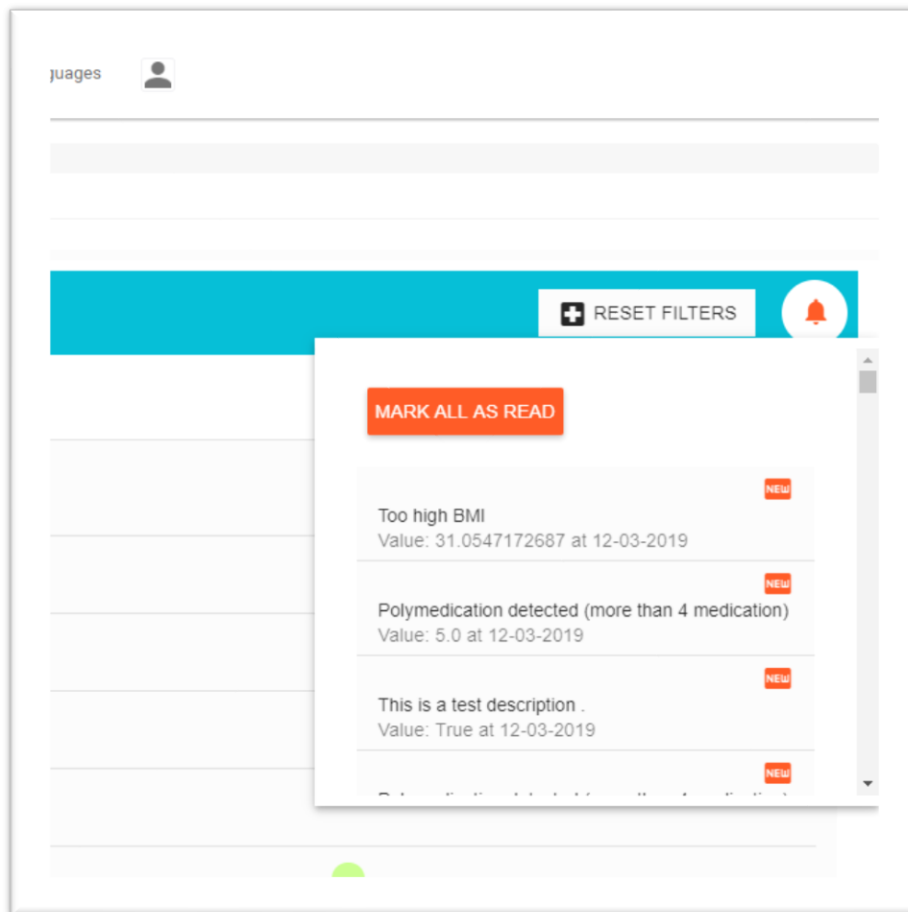 guages
RESET FILTERS
MARK ALL AS READ
NEW
Too high BMI
Value: 31.0547172687 at 12-03-2019
NEW
Polymedication detected (more than 4 medication)
Value: 5.0 at 12-03-2019
NEW
This is a test description .
Value: True at 12-03-2019
NEW